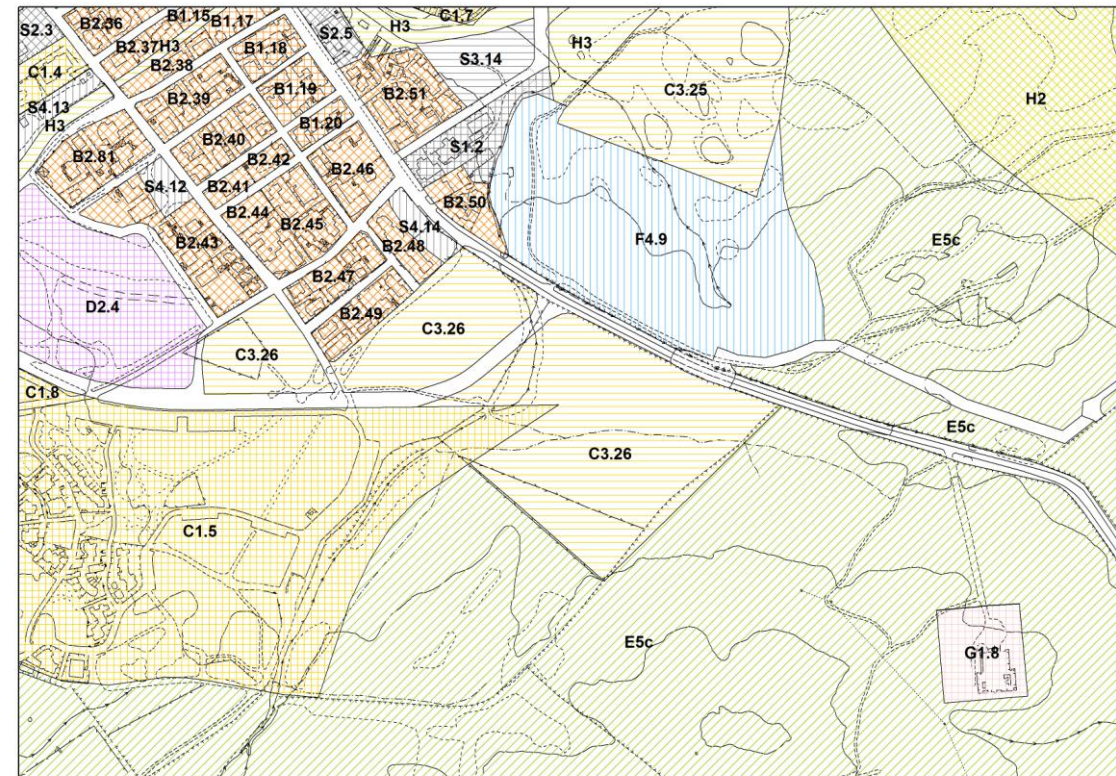 B2.36
B1.15
B1.17
C1.7
S2.3
S2.5
H3
H3
B2.37
H3
B1.18
B2.38
S3.14
C1.4
C3.25
B2.39
B1.19
B2.51
H2
S4.13
H3
B1.20
B2.40
S1.2
B2.81
B2.42
B2.46
S4.12
B2.41
B2.50
B2.44
B2.45
S4.14
F4.9
B2.43
B2.48
E5c
B2.47
D2.4
B2.49
C3.26
C3.26
C1.8
E5c
C3.26
C1.5
E5c
G1.8